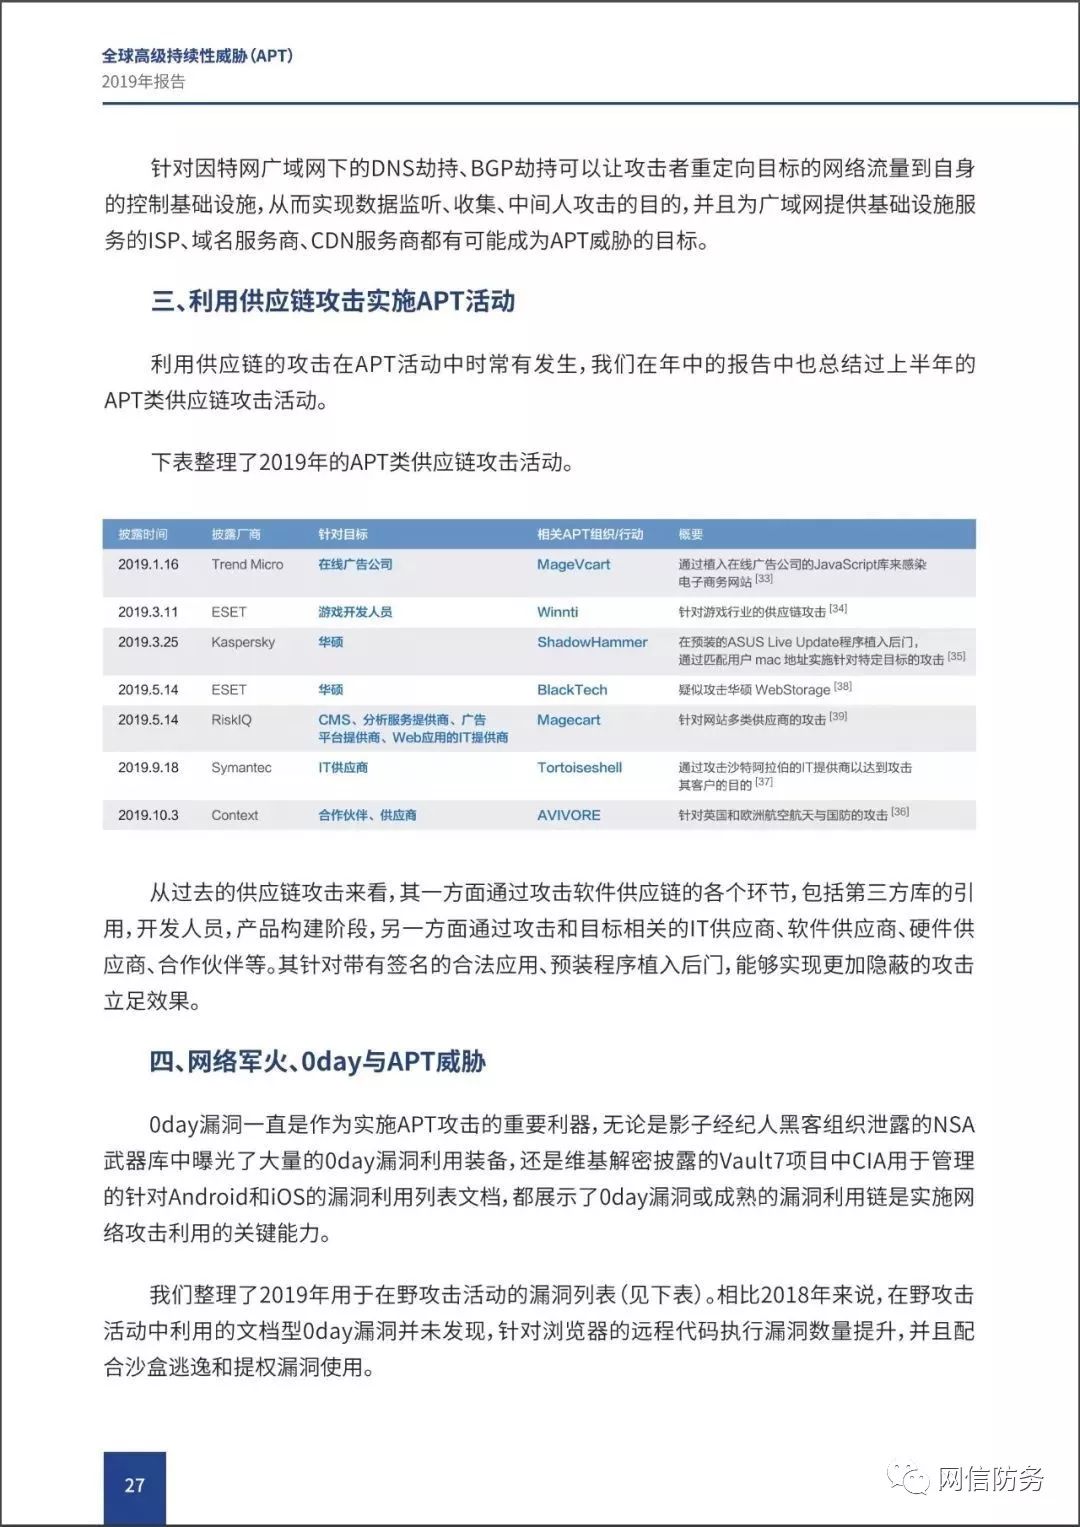 全球高级持续性威胁(APT)
2019年报告
针对因特网广域网下的DNS劫持、BGP劫持可以让攻击者重定向目标的网络流量到自身
的控制基础设施,从而实现数据监听、收集、中间人攻击的目的,并且为广域网提供基础设施服
务的ISP、域名服务商、CDN服务商都有可能成为APT威胁的目标。
三、利用供应链攻击实施APT活动
利用供应链的攻击在APT活动中时常有发生,我们在年中的报告中也总结过上半年的
APT类供应链攻击活动。
下表整理了2019年的APT类供应链攻击活动。
披露时间 披露厂商 针对目标 相关APT组织/行动 概要
2019.1.16 Trend Micro 在线广告公司 MageVcart 通过植入在线广告公司的JavaScript库来感染
电子商务网站 [33]
2019.3.11 ESET 游戏开发人员 Winnti 针对游戏行业的供应链攻击 [34]
2019.3.25 Kaspersky 华硕 ShadowHammer 在预装的ASUS Live Update程序植入后门,
通过匹配用户 mac 地址实施针对特定目标的攻击 [35]
2019.5.14 ESET 华硕 BlackTech 疑似攻击华硕 WebStorage [38]
2019.5.14 RiskIQ CMS、分析服务提供商、广告 Magecart 针对网站多类供应商的攻击 [39]
平台提供商、Web应用的IT提供商
2019.9.18 Symantec IT供应商 Tortoiseshell 通过攻击沙特阿拉伯的IT提供商以达到攻击
其客户的目的 [37]
2019.10.3 Context 合作伙伴、供应商 AVIVORE 针对英国和欧洲航空航天与国防的攻击 [36]
从过去的供应链攻击来看,其一方面通过攻击软件供应链的各个环节,包括第三方库的引
用,开发人员,产品构建阶段,另一方面通过攻击和目标相关的IT供应商、软件供应商、硬件供
应商、合作伙伴等。其针对带有签名的合法应用、预装程序植入后门,能够实现更加隐蔽的攻击
立足效果。
四、网络军火、0day与APT威胁
0day漏洞一直是作为实施APT攻击的重要利器,无论是影子经纪人黑客组织泄露的NSA
武器库中曝光了大量的0day漏洞利用装备,还是维基解密披露的Vault7项目中CIA用于管理
的针对Android和iOS的漏洞利用列表文档,都展示了0day漏洞或成熟的漏洞利用链是实施网
络攻击利用的关键能力。
我们整理了2019年用于在野攻击活动的漏洞列表(见下表)。相比2018年来说,在野攻击
活动中利用的文档型0day漏洞并未发现,针对浏览器的远程代码执行漏洞数量提升,并且配
合沙盒逃逸和提权漏洞使用。
27
网信防务